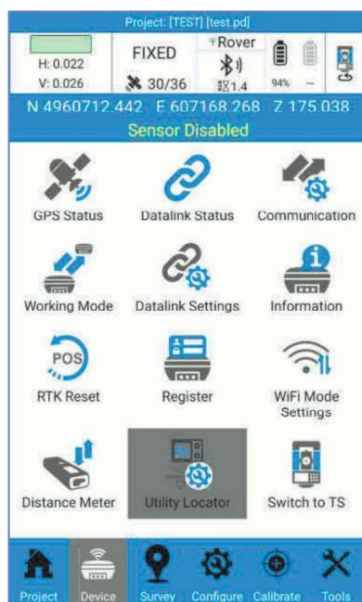 Project: [TEST] [test.pd]
H: 0.022
V: 0.026
FIXED
30/36
Rover
1.4
94%
--
N 4960712.442 E 607168.268 Z 175.038
Sensor Disabled
GPS Status
Datalink Status
Communication
Working Mode
Datalink Settings
Information
POS
RTK Reset
Register
WiFi Mode
Settings
Distance Meter
Utility Locator
Switch to TS
Project
Device
Survey
Configure
Calibrate
Tools